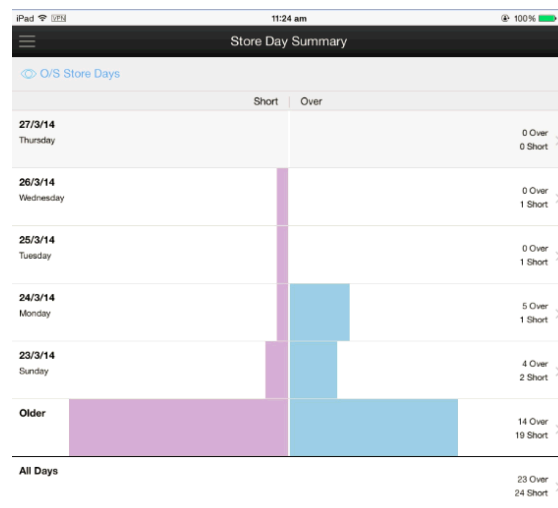 iPad VPN 11:24 am 100%
Store Day Summary
O/S Store Days
Short Over
27/3/14
Thursday
0 Over
0 Short
26/3/14
Wednesday
0 Over
1 Short
25/3/14
Tuesday
0 Over
1 Short
24/3/14
Monday
5 Over
1 Short
23/3/14
Sunday
4 Over
2 Short
Older
14 Over
19 Short
All Days
23 Over
24 Short